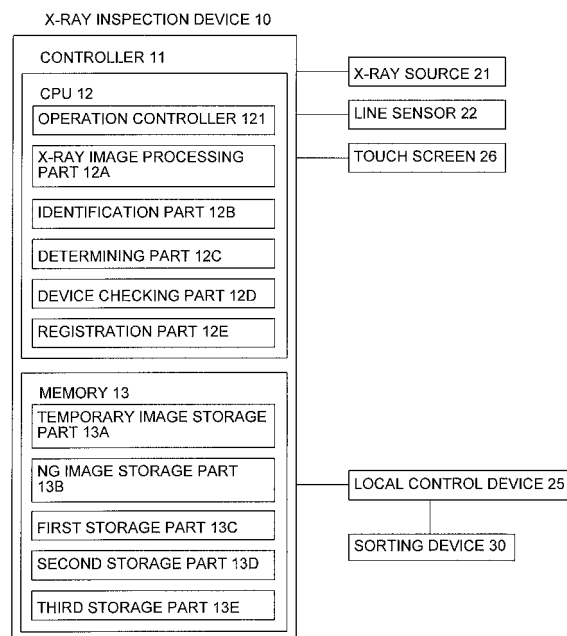 X-RAY INSPECTION DEVICE 10
CONTROLLER 11
CPU 12
OPERATION CONTROLLER 121
X-RAY IMAGE PROCESSING
PART 12A
IDENTIFICATION PART 12B
DETERMINING PART 12C
DEVICE CHECKING PART 12D
REGISTRATION PART 12E
MEMORY 13
TEMPORARY IMAGE STORAGE
PART 13A
NG IMAGE STORAGE PART
13B
FIRST STORAGE PART 13C
SECOND STORAGE PART 13D
THIRD STORAGE PART 13E
X-RAY SOURCE 21
LINE SENSOR 22
TOUCH SCREEN 26
LOCAL CONTROL DEVICE 25
SORTING DEVICE 30